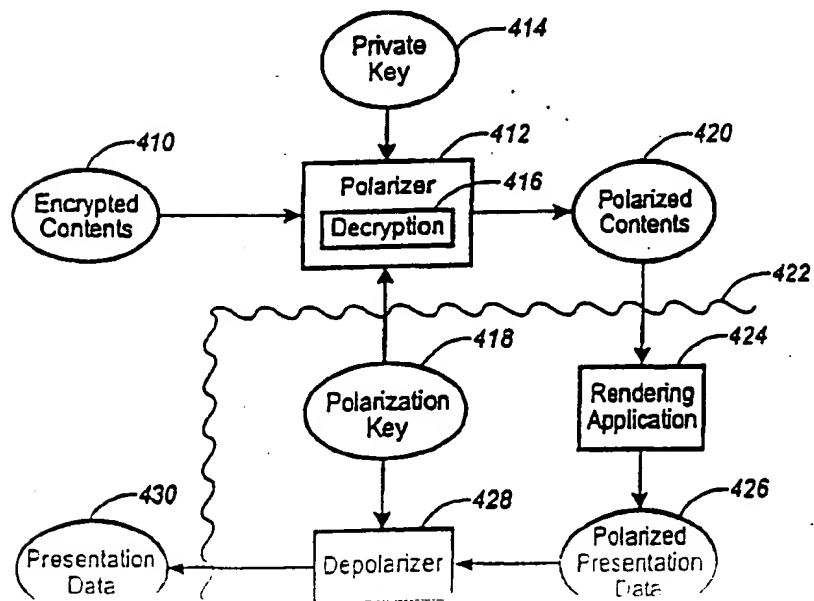 414
Private
Key
410
412
420
Encrypted
Contents
Polarizer
416
Decryption
Polarized
Contents
422
418
424
Polarization
Key
Rendering
Application
430
428
426
Presentation
Data
Depolarizer
Polarized
Presentation
Data